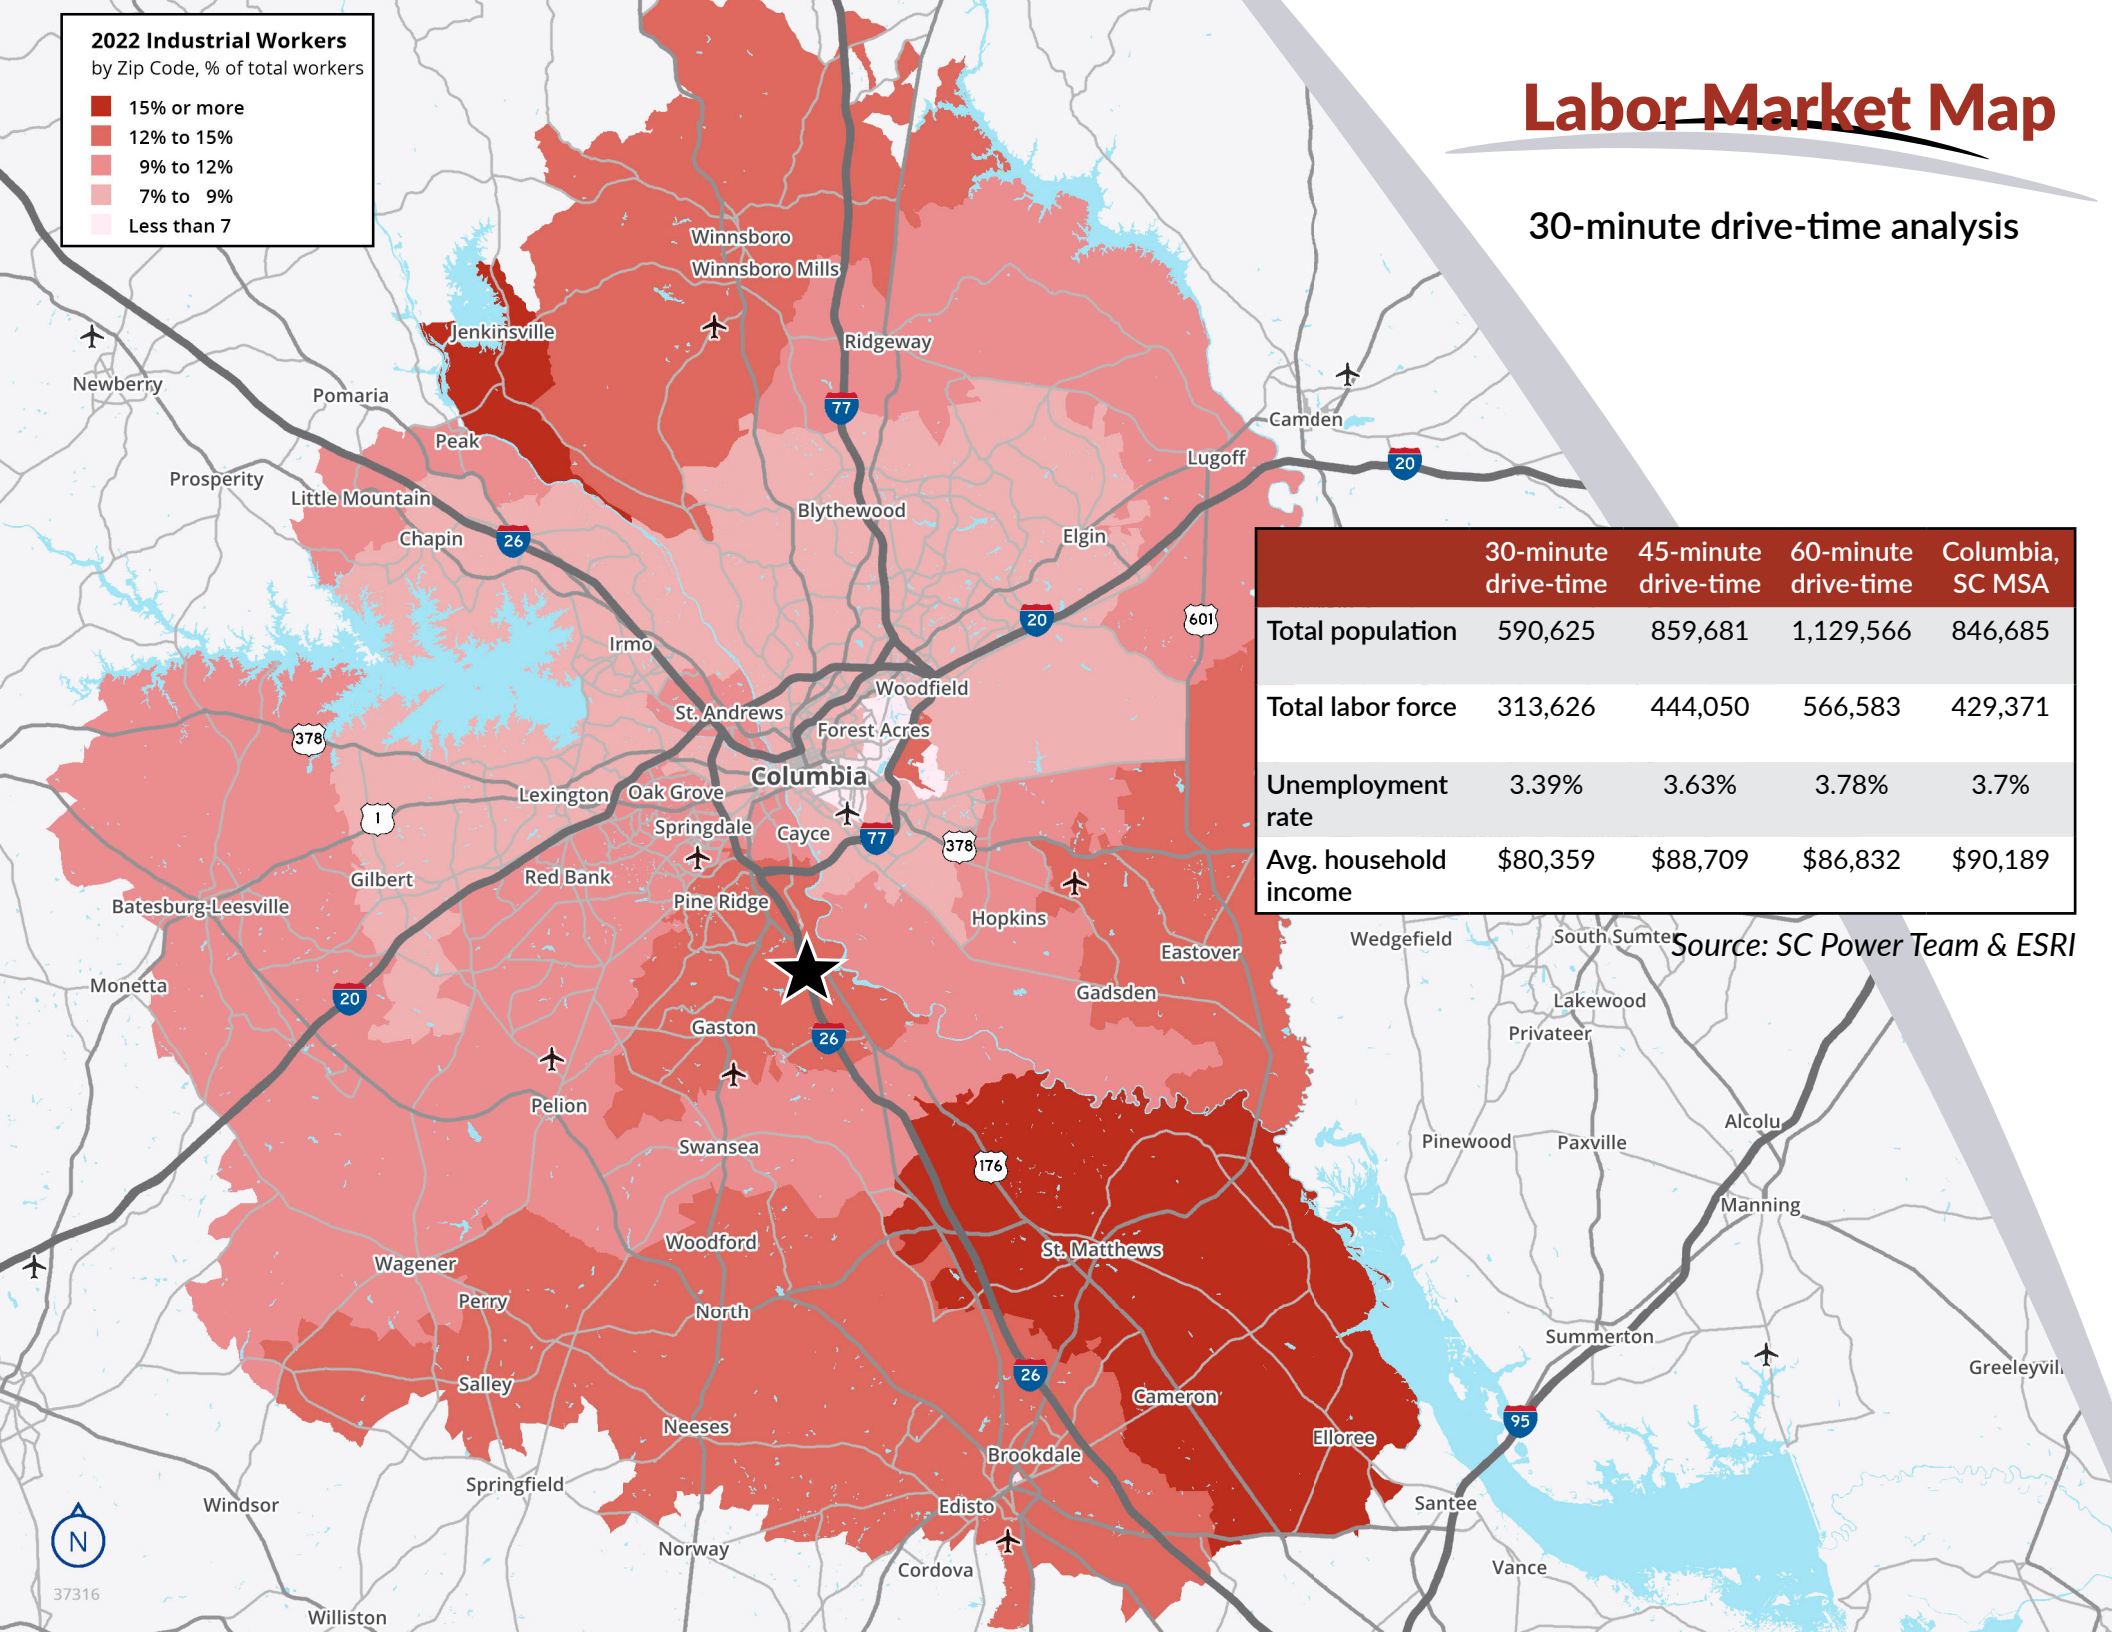 2022 Industrial Workers
by Zip Code, % of total workers
15% or more
12% to 15%
9% to 12%
7% to 9%
Less than 7
Labor Market Map
30-minute drive-time analysis
Winnsboro
Winnsboro Mills
Jenkinsville
Ridgeway
Newberry
Pomaria
77
Camden
Peak
Lugoff
20
Prosperity
Little Mountain
Blythewood
Chapin
26
Elgin
30-minute drive-time
45-minute drive-time
60-minute drive-time
Columbia, SC MSA
Total population 590,625 859,681 1,129,566 846,685
Total labor force 313,626 444,050 566,583 429,371
Unemployment rate 3.39% 3.63% 3.78% 3.7%
Avg. household income $80,359 $88,709 $86,832 $90,189
Source: SC Power Team & ESRI
20
601
Irmo
Woodfield
St. Andrews
Forest Acres
378
Columbia
Lexington
Oak Grove
1
Springdale
Cayce
77
378
Gilbert
Red Bank
Pine Ridge
Batesburg-Leesville
Hopkins
Wedgefield
South Sumte
Eastover
Monetta
20
Gadsden
Lakewood
Gaston
26
Privateer
Pelion
Alcolu
Swansea
176
Pinewood
Paxville
Manning
Woodford
St. Matthews
Wagener
Perry
North
Summerton
26
Greeleyvil
Salley
Cameron
95
Neeses
Elloree
Brookdale
Springfield
Windsor
Edisto
Santee
N
Norway
Cordova
Vance
37316
Williston